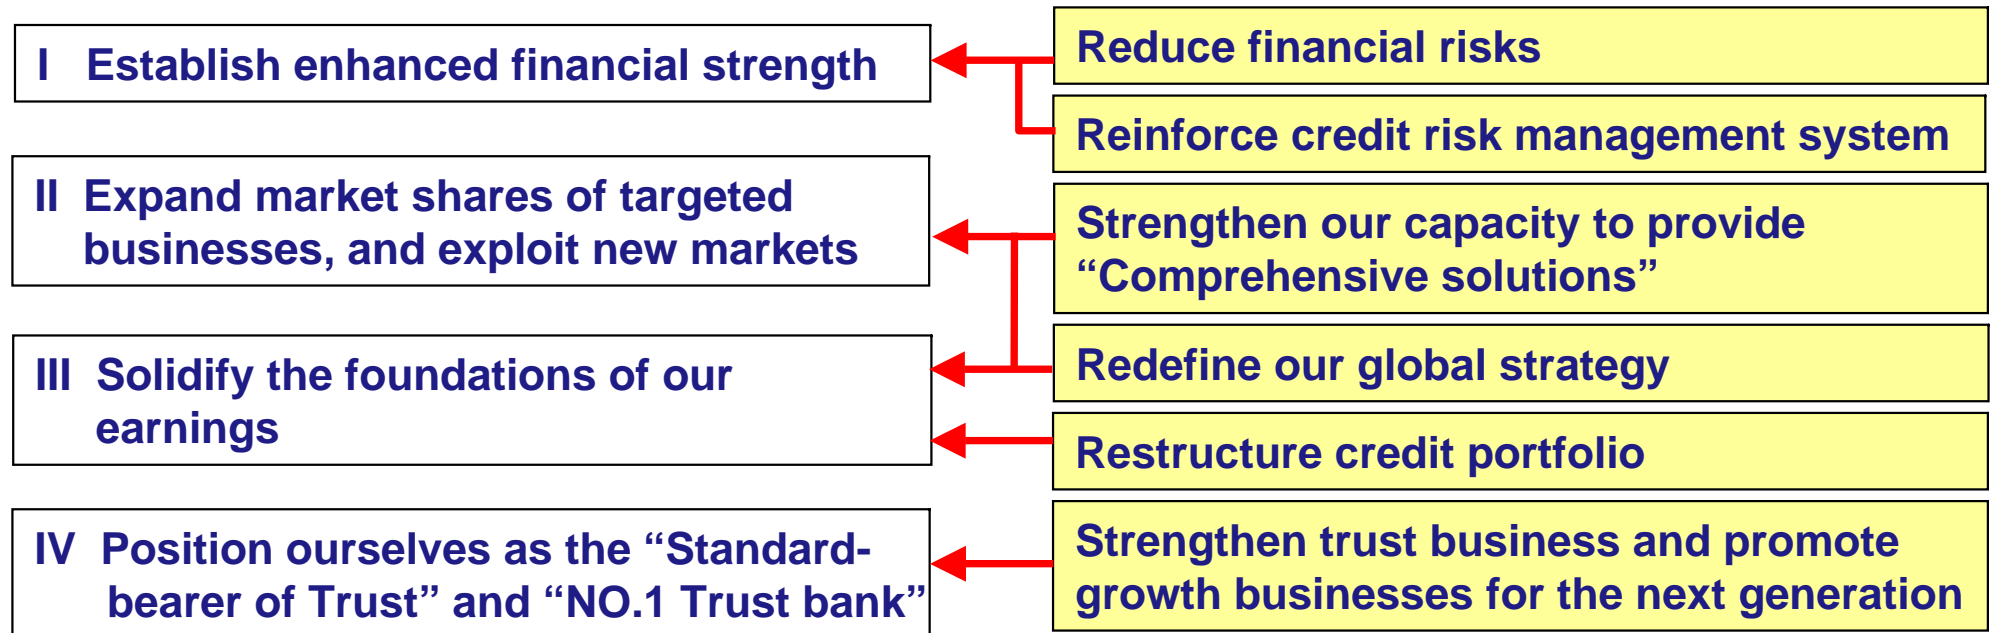 I Establish enhanced financial strength
Reduce financial risks
Reinforce credit risk management system
II Expand market shares of targeted
businesses, and exploit new markets
Strengthen our capacity to provide
“Comprehensive solutions”
III Solidify the foundations of our
earnings
Redefine our global strategy
Restructure credit portfolio
IV Position ourselves as the “Standard-
bearer of Trust” and “NO.1 Trust bank”
Strengthen trust business and promote
growth businesses for the next generation